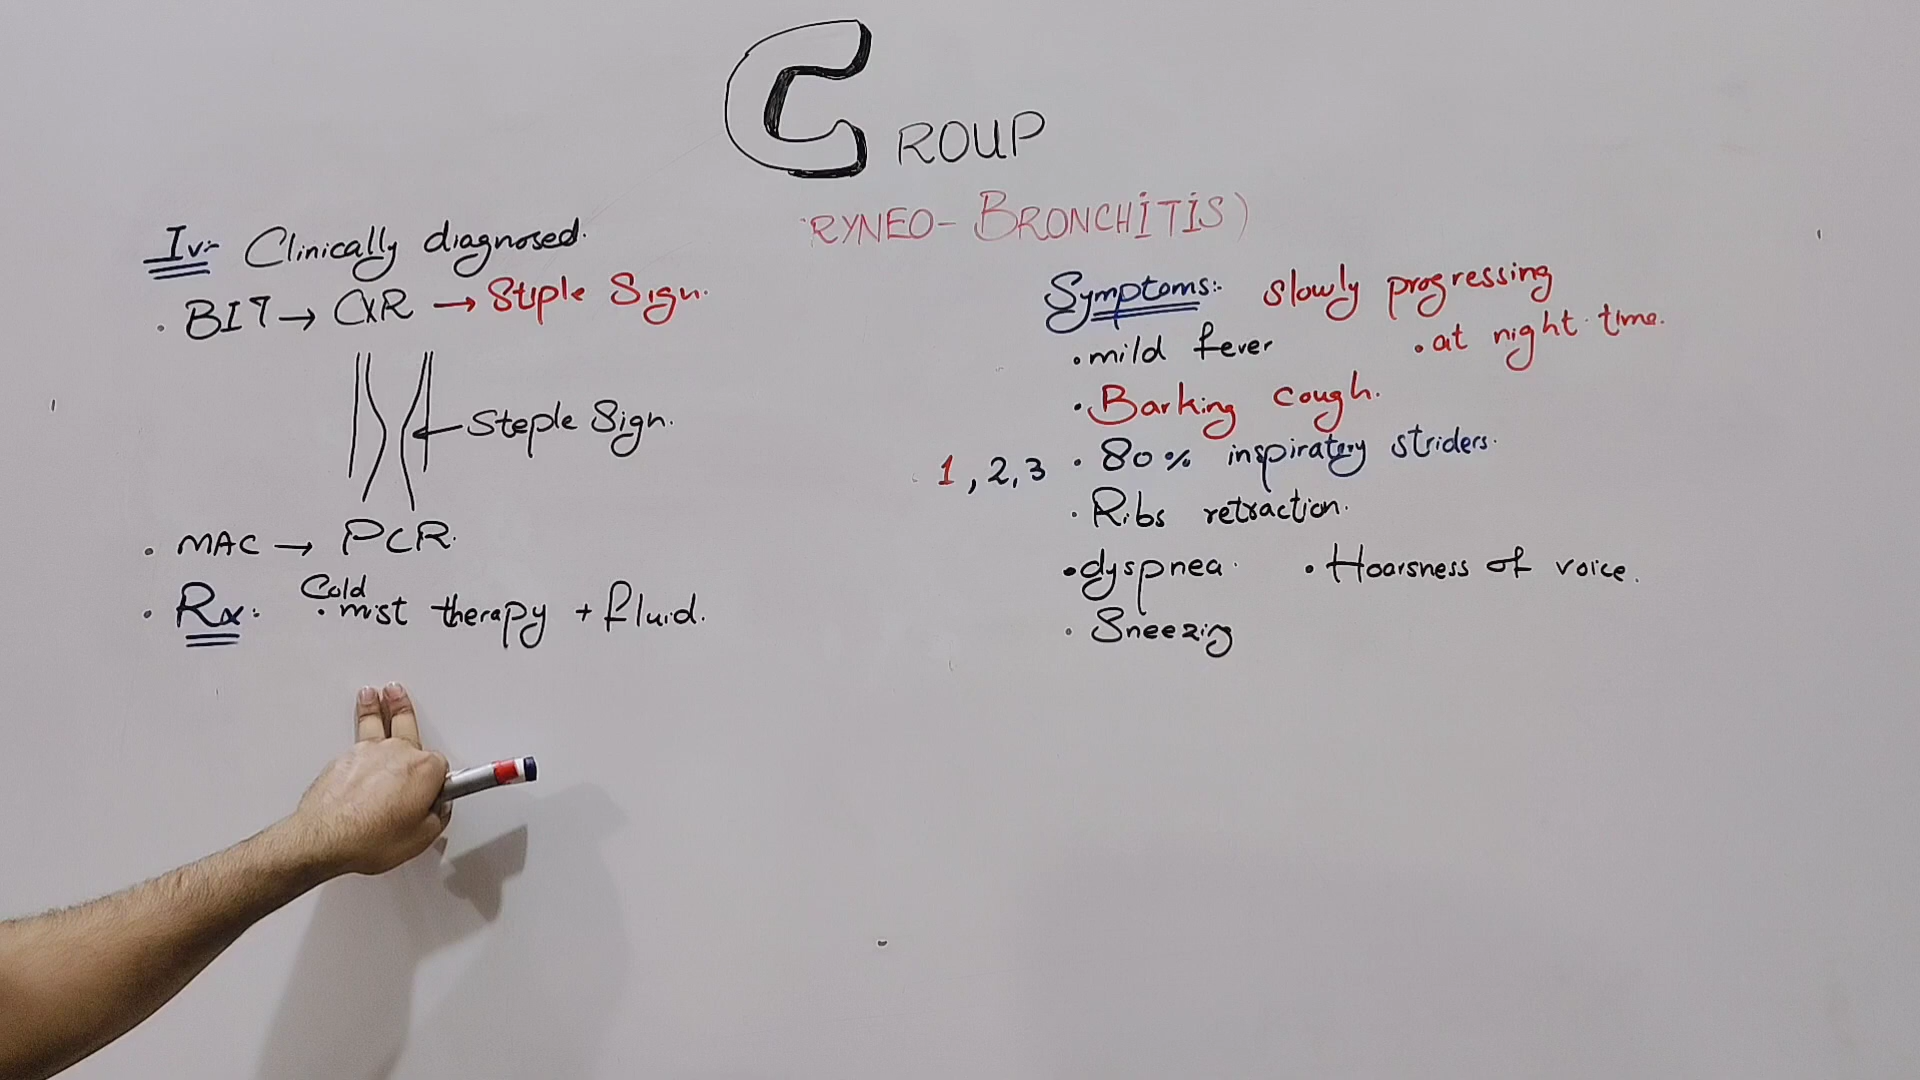 CROUP
RYNEO-BRONCHITIS)
Iv:- Clinically diagnosed.
. BIT → CXR → Stiple Sign.
Steple Sign.
. MAC → PCR.
. Rx: Cold
. mist therapy + fluid.
Symptoms:- slowly progressing
. mild fever . at night time.
. Barking cough.
1, 2, 3 . 80% inspiratory striders.
. Ribs retraction.
. dyspnea . Hoarsness of voice.
. Sneezing